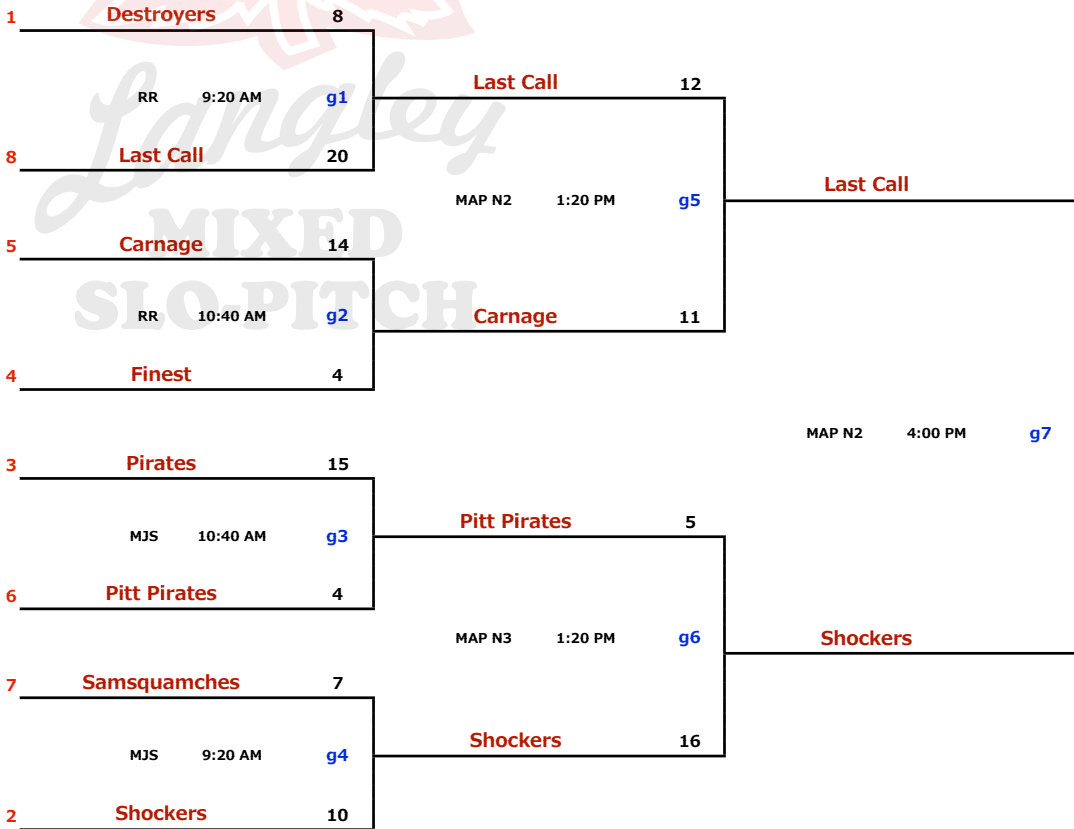 1 Destroyers 8
RR 9:20 AM g1
8 Last Call 20
5 Carnage 14
RR 10:40 AM g2
4 Finest 4
3 Pirates 15
MJS 10:40 AM g3
6 Pitt Pirates 4
7 Samsquamches 7
MJS 9:20 AM g4
2 Shockers 10
Last Call 12
MAP N2 1:20 PM g5
Carnage 11
Pitt Pirates 5
MAP N3 1:20 PM g6
Shockers 16
Last Call
MAP N2 4:00 PM g7
Shockers
Langley
MIXED
SLO-PITCH